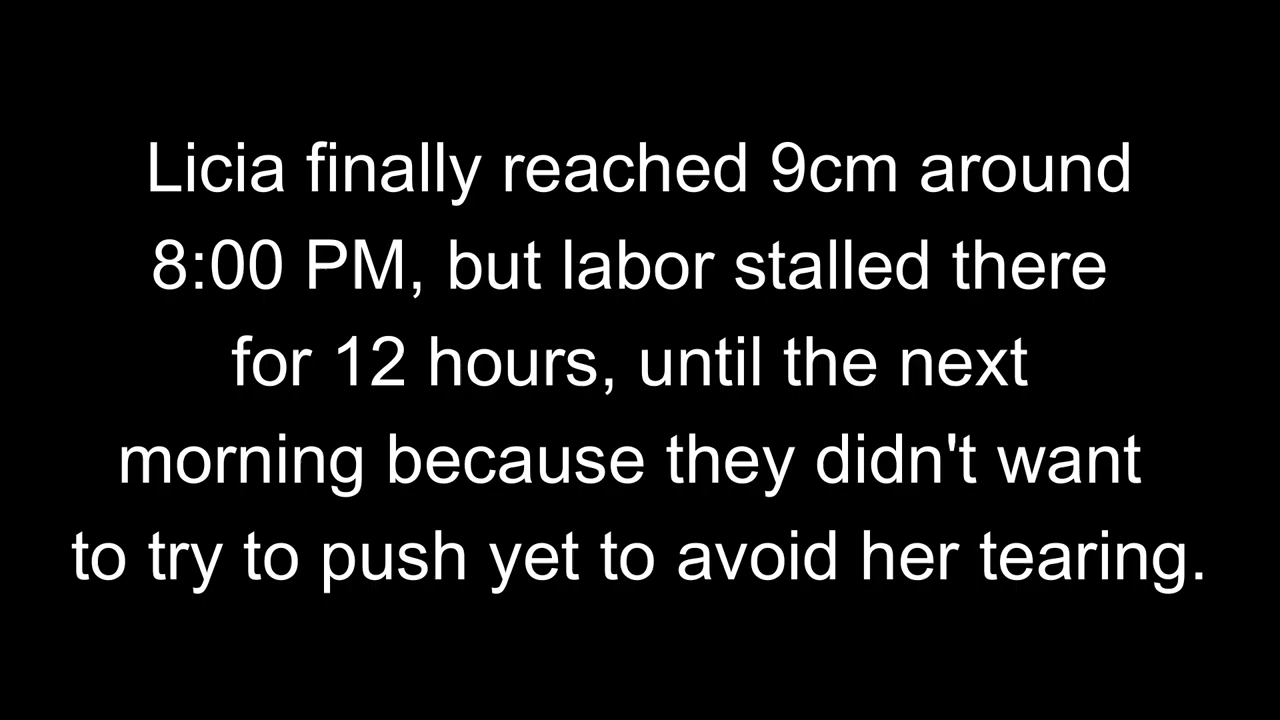 Licia finally reached 9cm around
8:00 PM, but labor stalled there
for 12 hours, until the next
morning because they didn't want
to try to push yet to avoid her tearing.